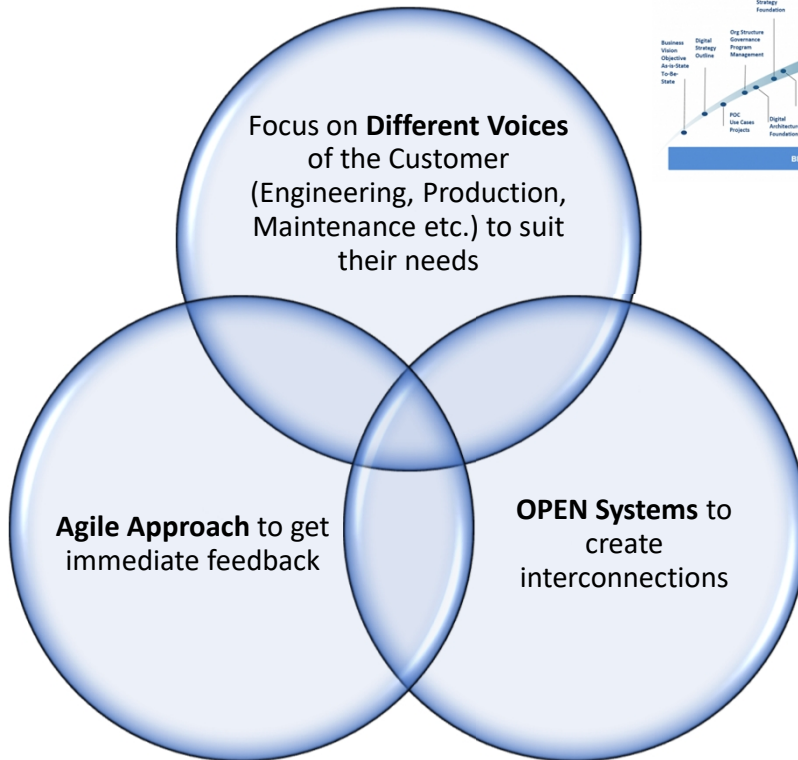 Strategy
Foundation
Business
Vision
Objective
As-is-State
To-Be-
State
Digital
Strategy
Outline
Org Structure
Governance
Program
Management
POC
Use Cases
Projects
Digital
Architectur
Foundation
Focus on Different Voices
of the Customer
(Engineering, Production,
Maintenance etc.) to suit
their needs
Agile Approach to get
immediate feedback
OPEN Systems to
create
interconnections